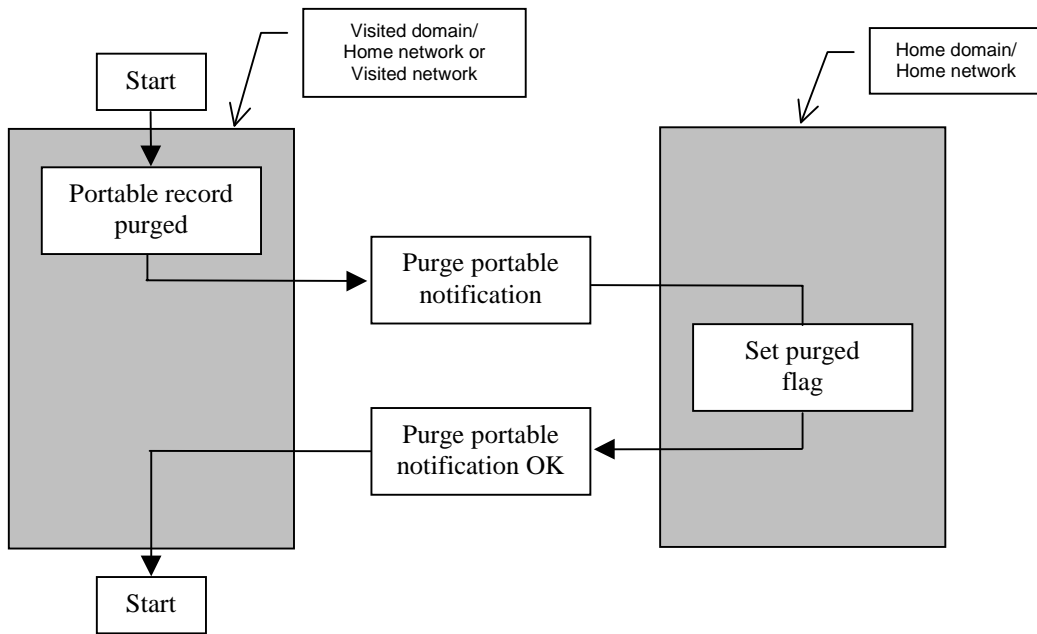 Visited domain/
Home network or
Visited network
Home domain/
Home network
Start
Portable record
purged
Purge portable
notification
Set purged
flag
Purge portable
notification OK
Start